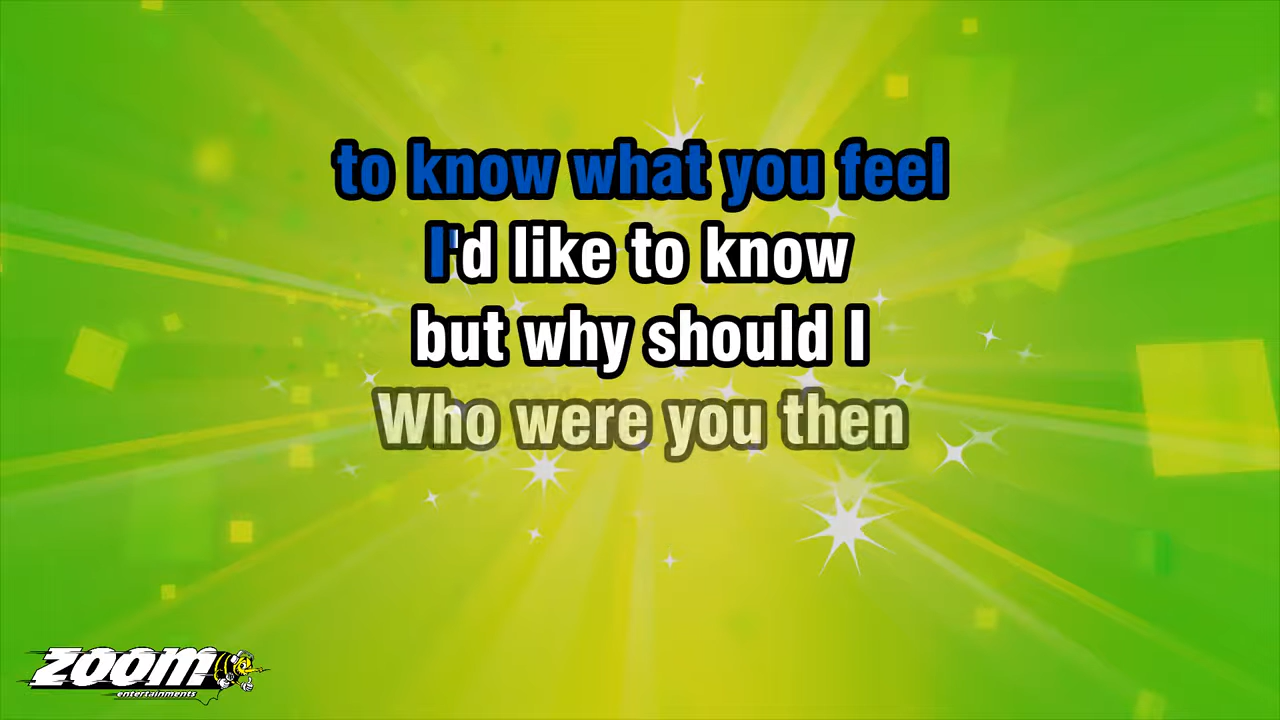 to know what you feel
I'd like to know
but why should I
Who were you then
ZOOM
entertainments